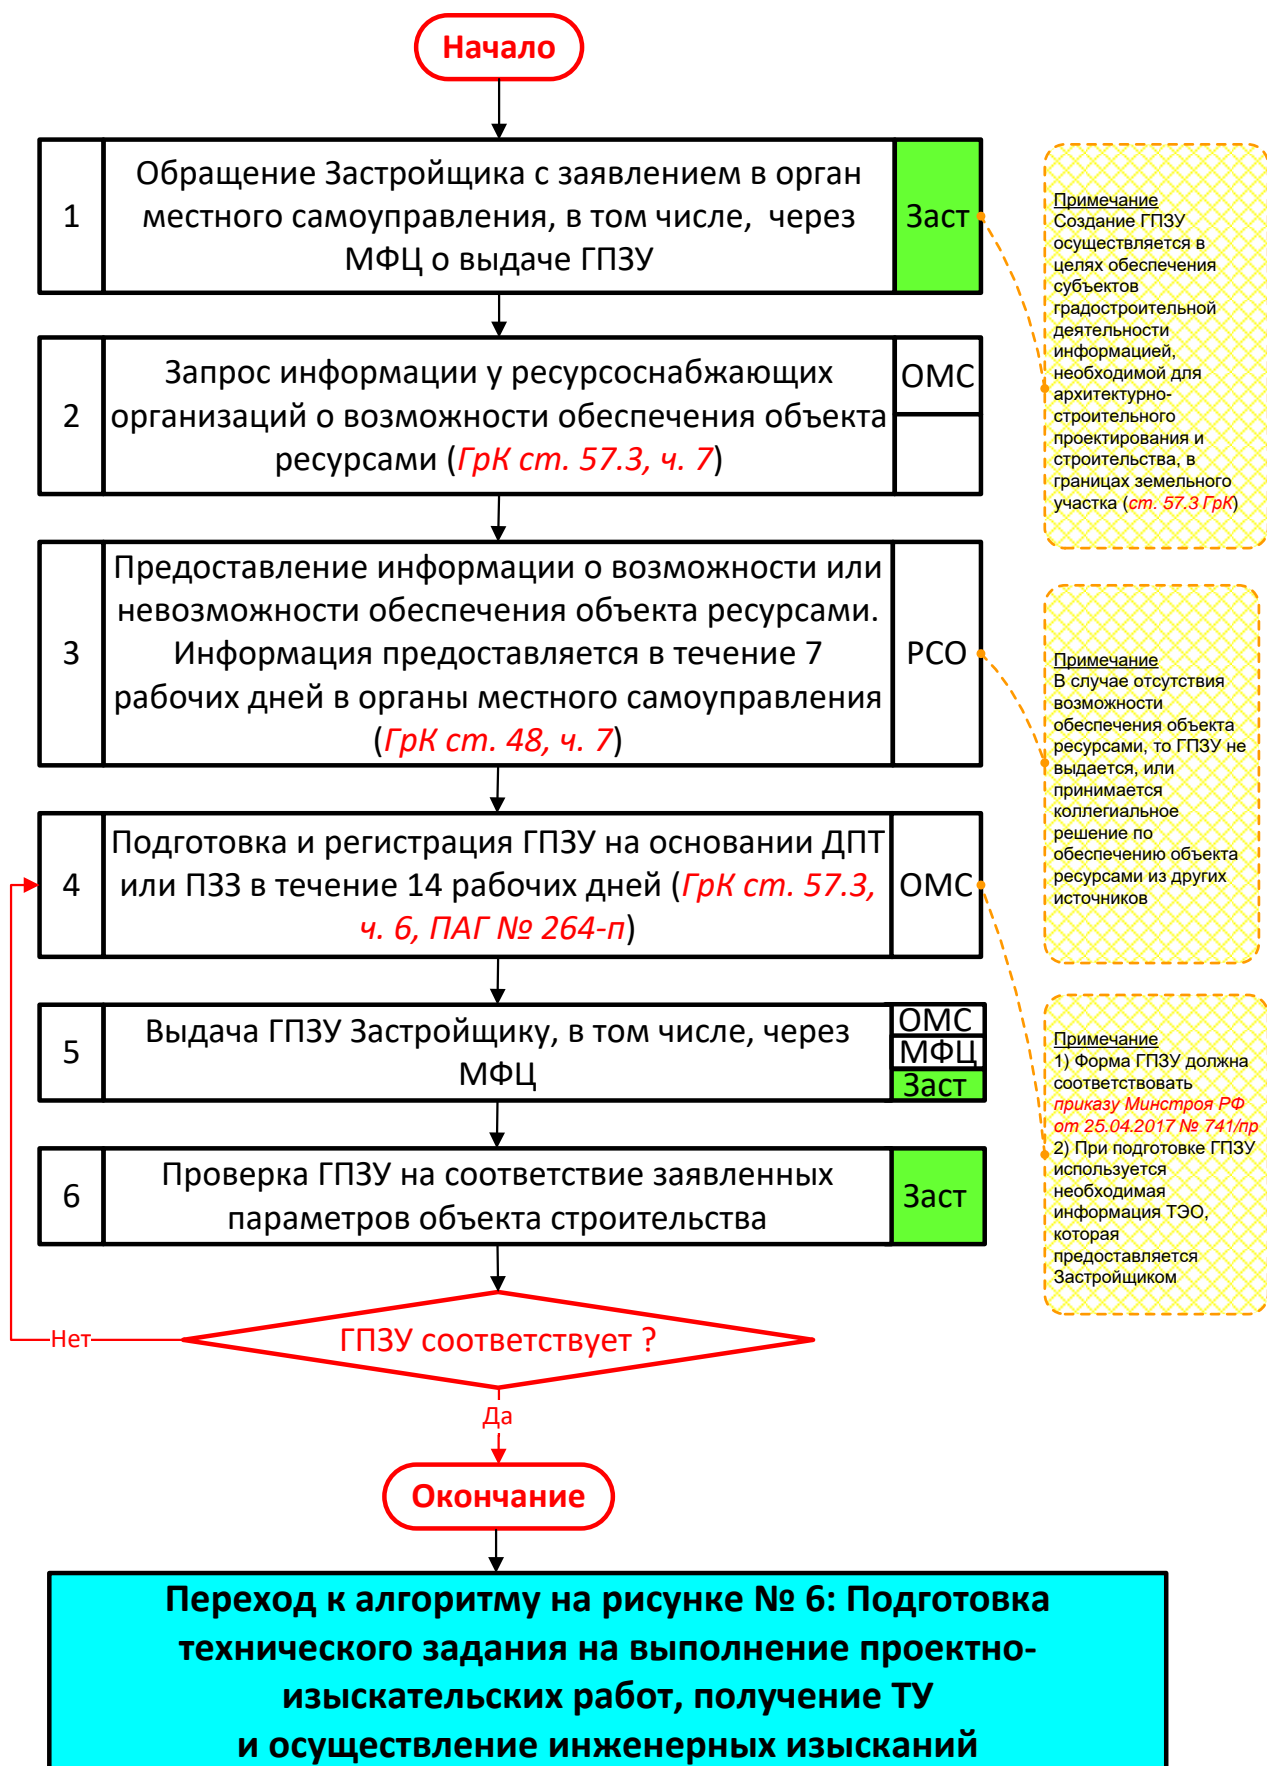 Начало
1
Обращение Застройщика с заявлением в орган
местного самоуправления, в том числе, через
МФЦ о выдаче ГПЗУ
Заст
Примечание
Создание ГПЗУ
осуществляется в
целях обеспечения
субъектов
градостроительной
деятельности
информацией,
необходимой для
архитектурно-
строительного
проектирования и
строительства, в
границах земельного
участка (ст. 57.3 ГрК)
2
Запрос информации у ресурсоснабжающих
организаций о возможности обеспечения объекта
ресурсами (ГрК ст. 57.3, ч. 7)
ОМС
3
Предоставление информации о возможности или
невозможности обеспечения объекта ресурсами.
Информация предоставляется в течение 7
рабочих дней в органы местного самоуправления
(ГрК ст. 48, ч. 7)
РСО
Примечание
В случае отсутствия
возможности
обеспечения объекта
ресурсами, то ГПЗУ не
выдается, или
принимается
коллегиальное
решение по
обеспечению объекта
ресурсами из других
источников
4
Подготовка и регистрация ГПЗУ на основании ДПТ
или ПЗЗ в течение 14 рабочих дней (ГрК ст. 57.3,
ч. 6, ПАГ № 264-п)
ОМС
5
Выдача ГПЗУ Застройщику, в том числе, через
МФЦ
ОМС
МФЦ
Заст
Примечание
1) Форма ГПЗУ должна
соответствовать
приказу Минстроя РФ
от 25.04.2017 № 741/пр
2) При подготовке ГПЗУ
используется
необходимая
информация ТЭО,
которая
предоставляется
Застройщиком
6
Проверка ГПЗУ на соответствие заявленных
параметров объекта строительства
Заст
ГПЗУ соответствует ?
Нет
Да
Окончание
Переход к алгоритму на рисунке № 6: Подготовка
технического задания на выполнение проектно-
изыскательских работ, получение ТУ
и осуществление инженерных изысканий